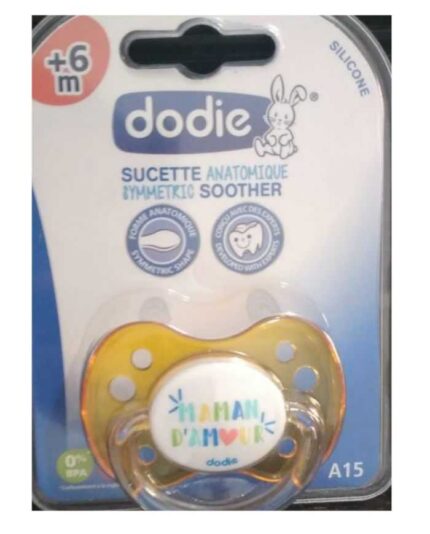 +6
m
SILICONE
dodie®
SUCETTE ANATOMIQUE
SYMMETRIC SOOTHER
FORME ANATOMIQUE
SYMMETRIC SHAPE
CONÇU AVEC DES EXPERTS
DEVELOPED WITH EXPERTS
MAMAN
D'AMOUR
dodie
0%
BPA
A15